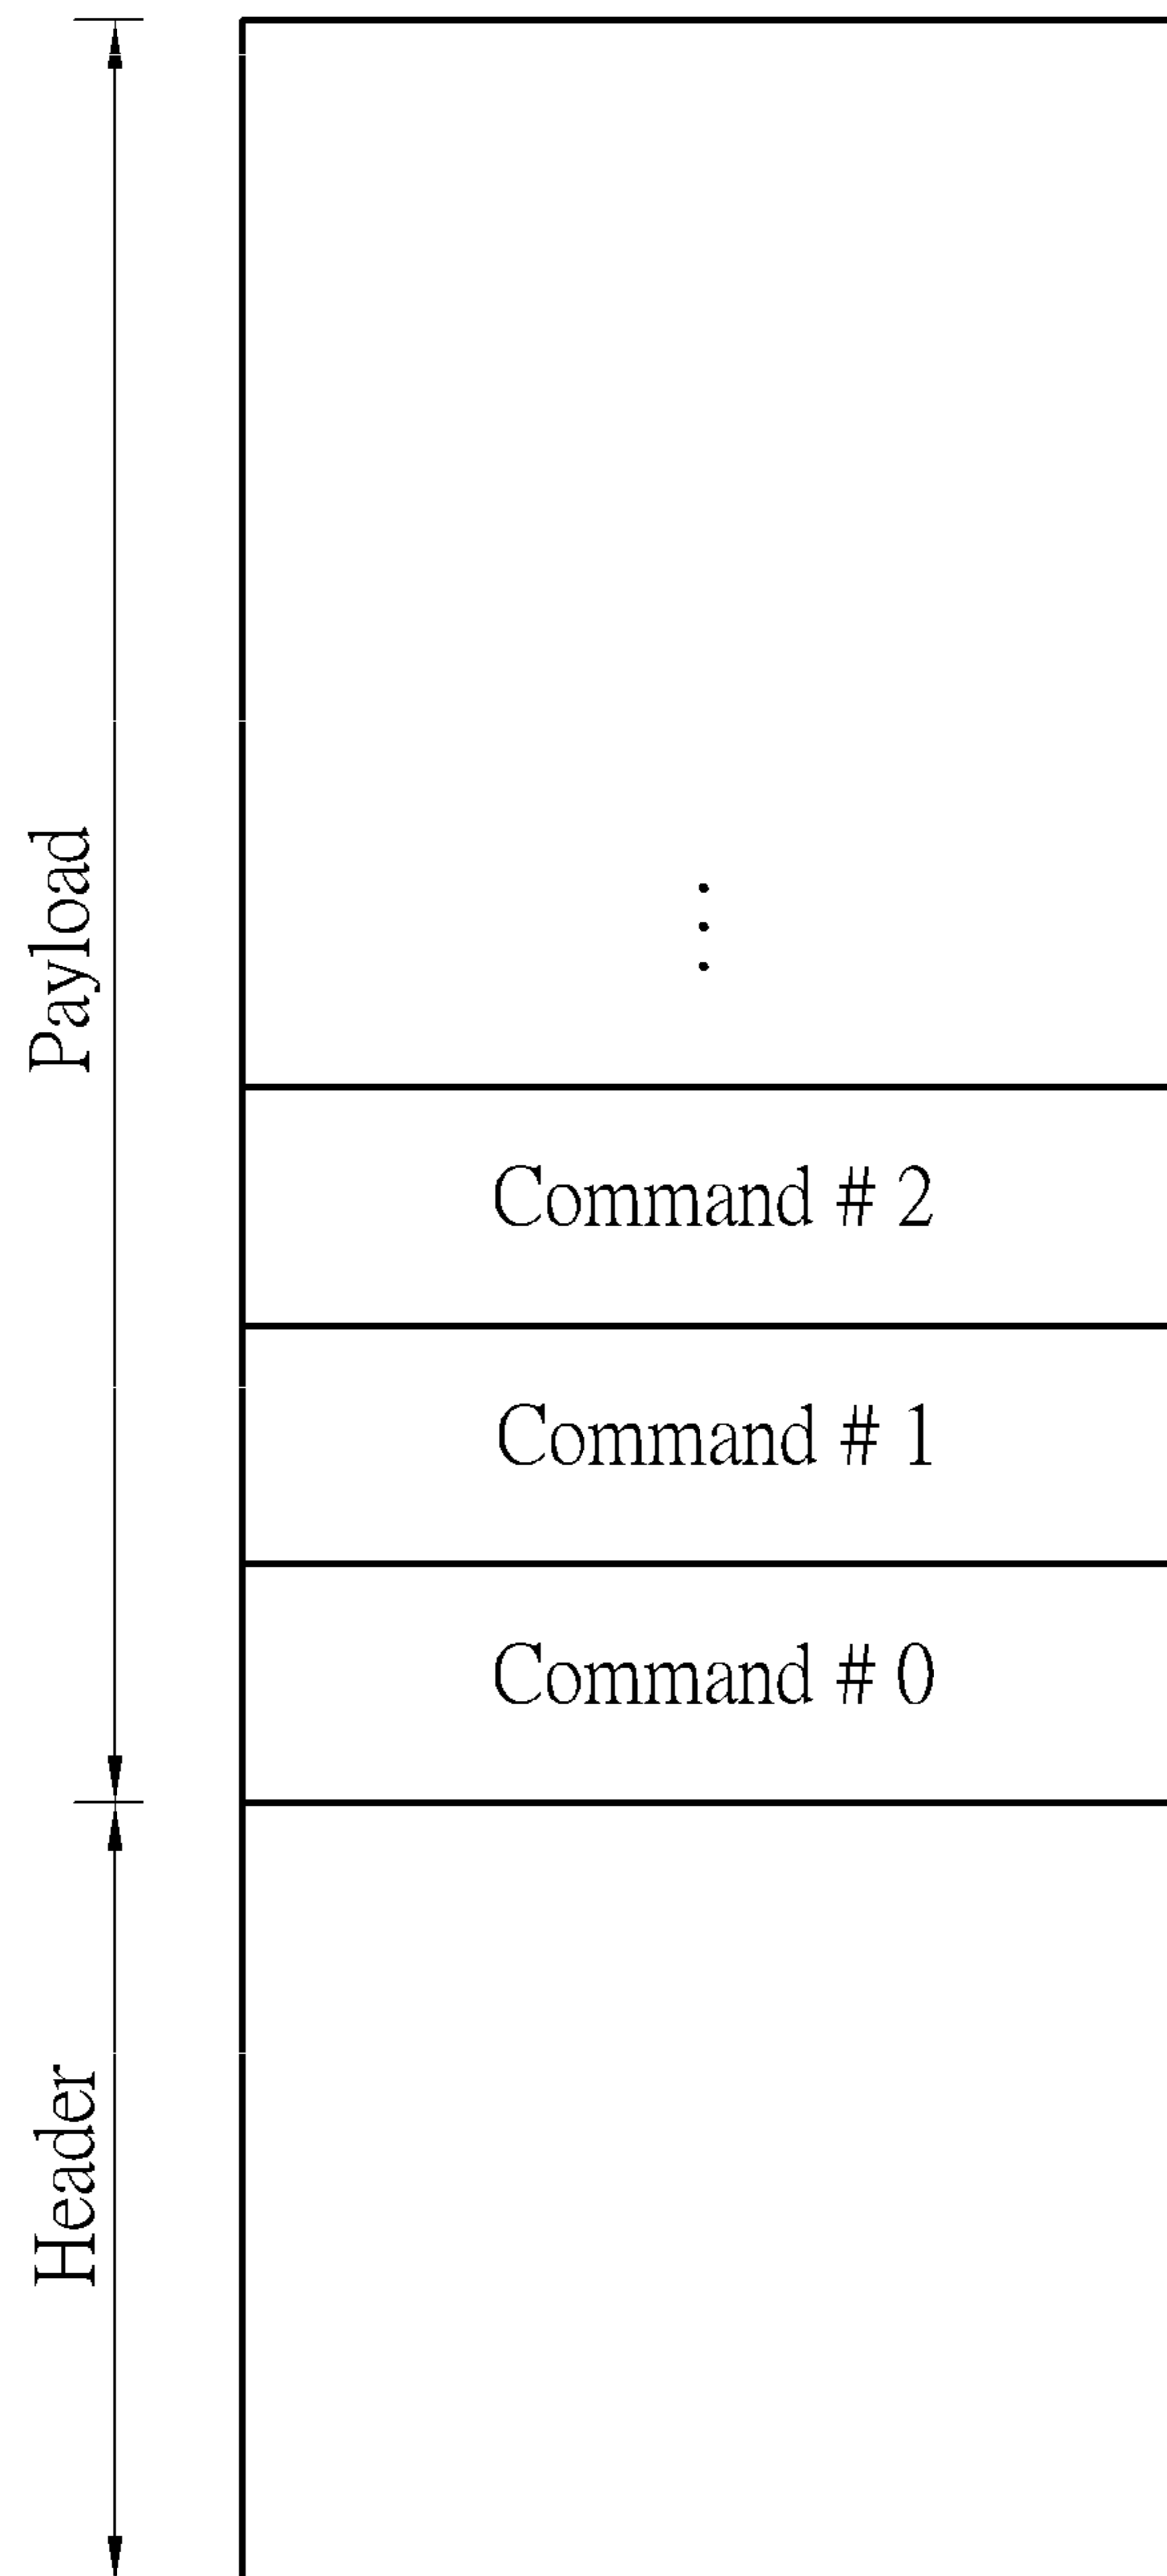 Payload
⋮
Command # 2
Command # 1
Command # 0
Header